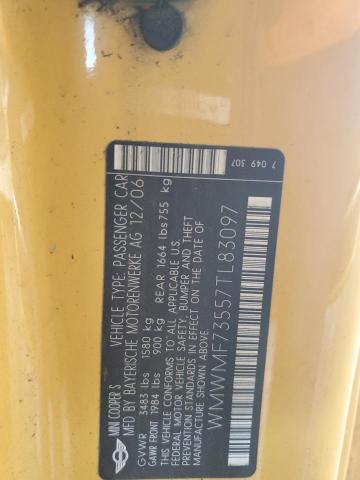 MINI COOPER S
VEHICLE TYPE: PASSENGER CAR
MFD BY BAYERISCHE MOTORENWERKE AG 12/06
GVWR 3483 lbs 1580 kg
GAWR FRONT 1984 lbs 900 kg REAR 1664 lbs 755 kg
THIS VEHICLE CONFORMS TO ALL APPLICABLE U.S.
FEDERAL MOTOR VEHICLE SAFETY, BUMPER AND THEFT
PREVENTION STANDARDS IN EFFECT ON THE DATE OF MANUFACTURE SHOWN ABOVE.
WMWMF73557TL83097
7 049 307